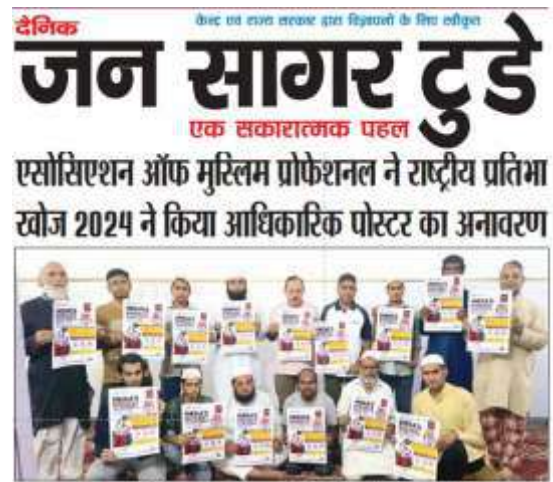 दैनिक
केन्द्र एवं राज्य सरकार द्वारा विज्ञापनों के लिए स्वीकृत
जन सागर टुडे
एक सकारात्मक पहल
एसोसिएशन ऑफ मुस्लिम प्रोफेशनल ने राष्ट्रीय प्रतिभा
खोज 2024 ने किया आधिकारिक पोस्टर का अनावरण